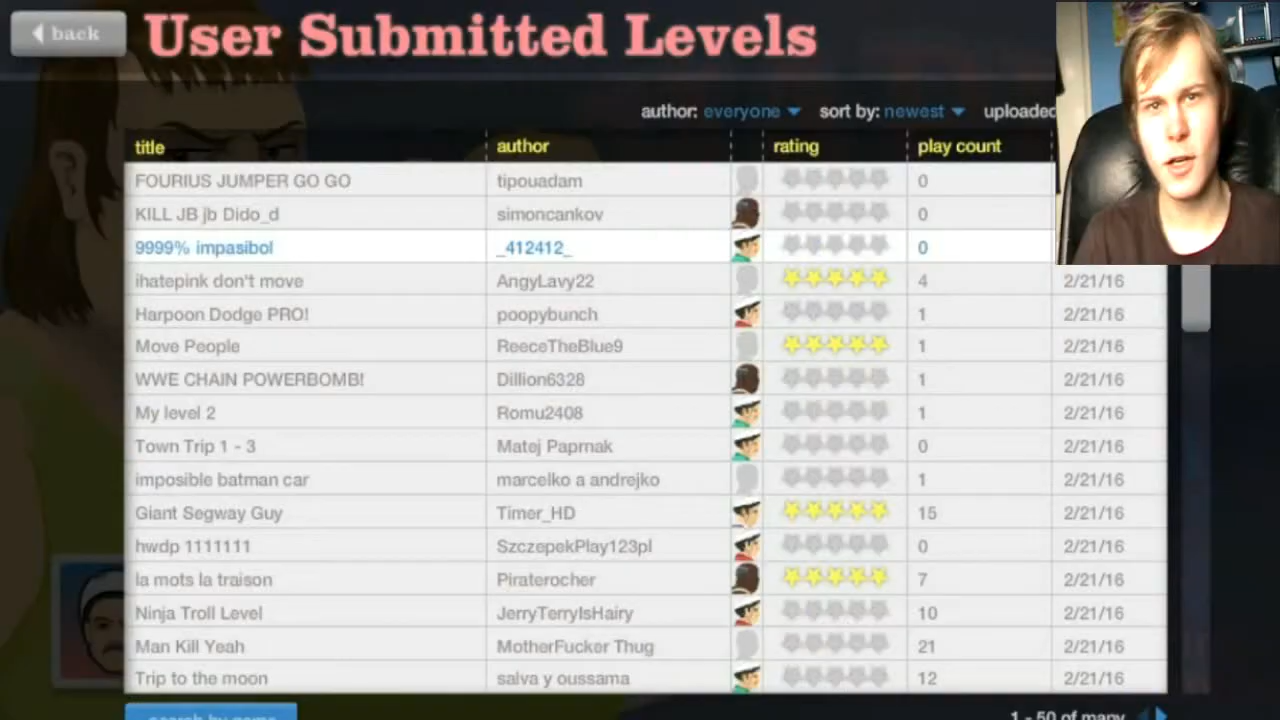 back
User Submitted Levels
author: everyone sort by: newest uploaded
title author rating play count
FOURIUS JUMPER GO GO tipouadam 0
KILL JB jb Dido_d simoncankov 0
9999% impasibol _412412_ 0
ihatepink don't move AngyLavy22 4 2/21/16
Harpoon Dodge PRO! poopybunch 1 2/21/16
Move People ReeceTheBlue9 1 2/21/16
WWE CHAIN POWERBOMB! Dillion6328 1 2/21/16
My level 2 Romu2408 1 2/21/16
Town Trip 1 - 3 Matej Paprnak 0 2/21/16
imposible batman car marcelko a andrejko 1 2/21/16
Giant Segway Guy Timer_HD 15 2/21/16
hwdp 1111111 SzczepekPlay123pl 0 2/21/16
la mots la traison Piraterocher 7 2/21/16
Ninja Troll Level JerryTerryIsHairy 10 2/21/16
Man Kill Yeah MotherFucker Thug 21 2/21/16
Trip to the moon salva y oussama 12 2/21/16
search by name 1 - 50 of many